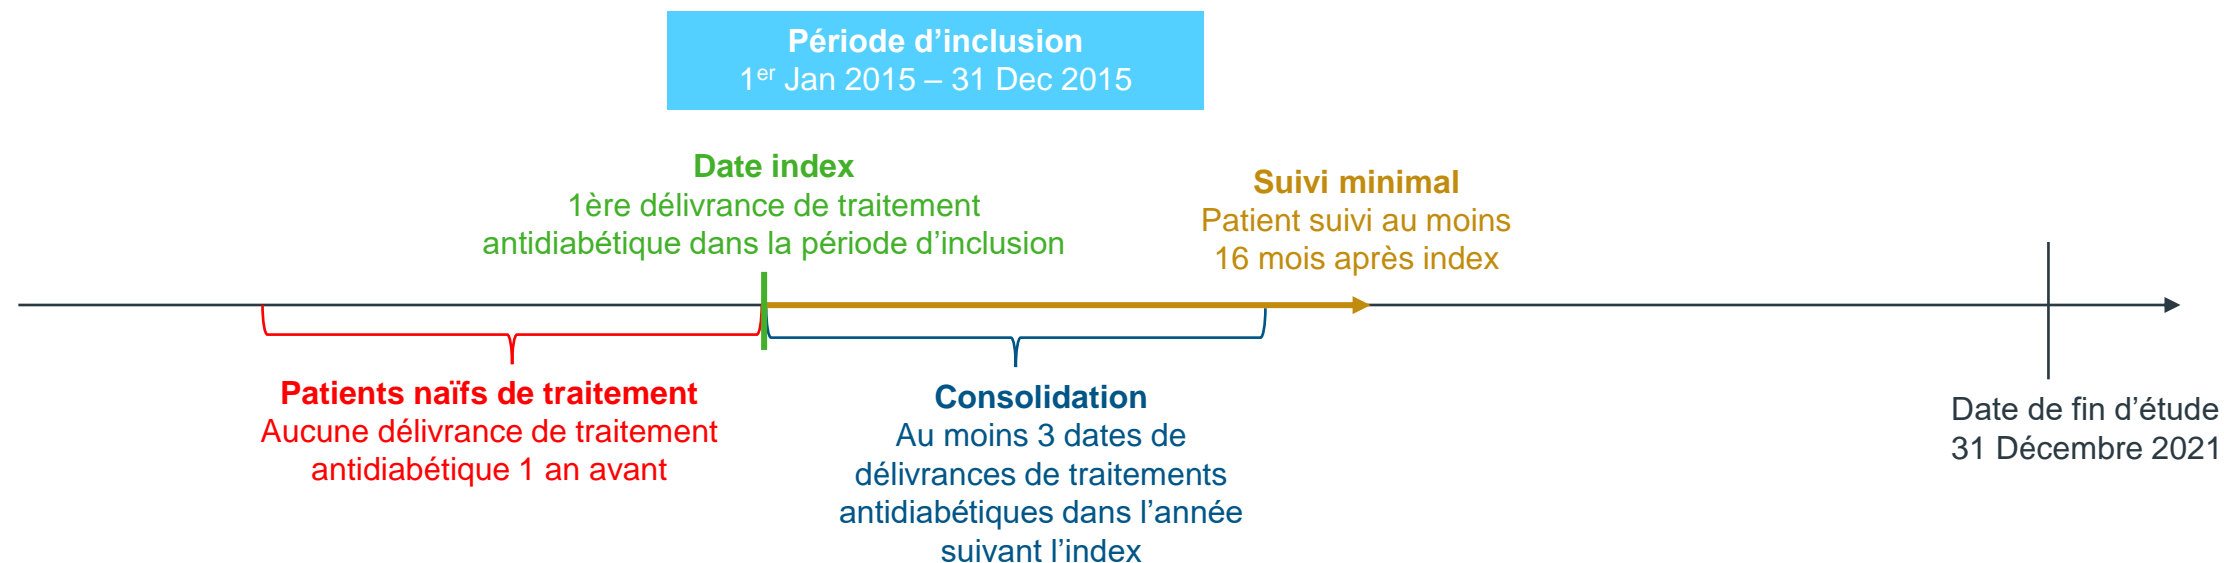 Période d’inclusion
1er Jan 2015 – 31 Dec 2015
Date index
1ère délivrance de traitement
antidiabétique dans la période d’inclusion
Suivi minimal
Patient suivi au moins
16 mois après index
Patients naïfs de traitement
Aucune délivrance de traitement
antidiabétique 1 an avant
Consolidation
Au moins 3 dates de
délivrances de traitements
antidiabétiques dans l’année
suivant l’index
Date de fin d’étude
31 Décembre 2021